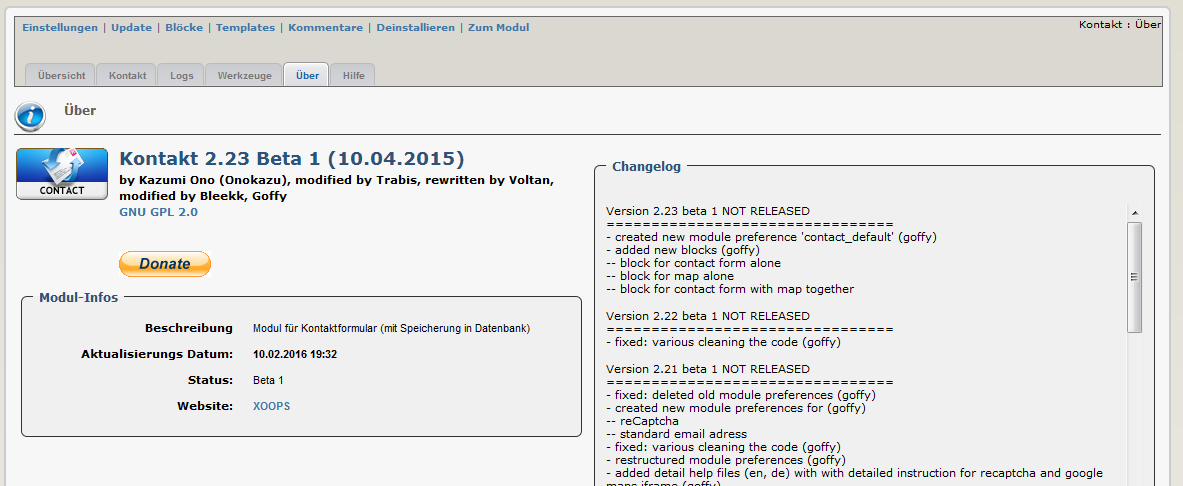 Einstellungen | Update | Blöcke | Templates | Kommentare | Deinstallieren | Zum Modul
Kontakt : Über
Übersicht Kontakt Logs Werkzeuge Über Hilfe
Über
CONTACT
Kontakt 2.23 Beta 1 (10.04.2015)
by Kazumi Ono (Onokazu), modified by Trabis, rewritten by Voltan,
modified by Bleekk, Goffy
GNU GPL 2.0
Donate
Modul-Infos
Beschreibung Modul für Kontaktformular (mit Speicherung in Datenbank)
Aktualisierungs Datum: 10.02.2016 19:32
Status: Beta 1
Website: XOOPS
Changelog
Version 2.23 beta 1 NOT RELEASED
================================
- created new module preference 'contact_default' (goffy)
- added new blocks (goffy)
-- block for contact form alone
-- block for map alone
-- block for contact form with map together
Version 2.22 beta 1 NOT RELEASED
================================
- fixed: various cleaning the code (goffy)
Version 2.21 beta 1 NOT RELEASED
================================
- fixed: deleted old module preferences (goffy)
- created new module preferences for (goffy)
-- reCaptcha
-- standard email adress
- fixed: various cleaning the code (goffy)
- restructured module preferences (goffy)
- added detail help files (en, de) with with detailed instruction for recaptcha and google
maps iframe (goffy)